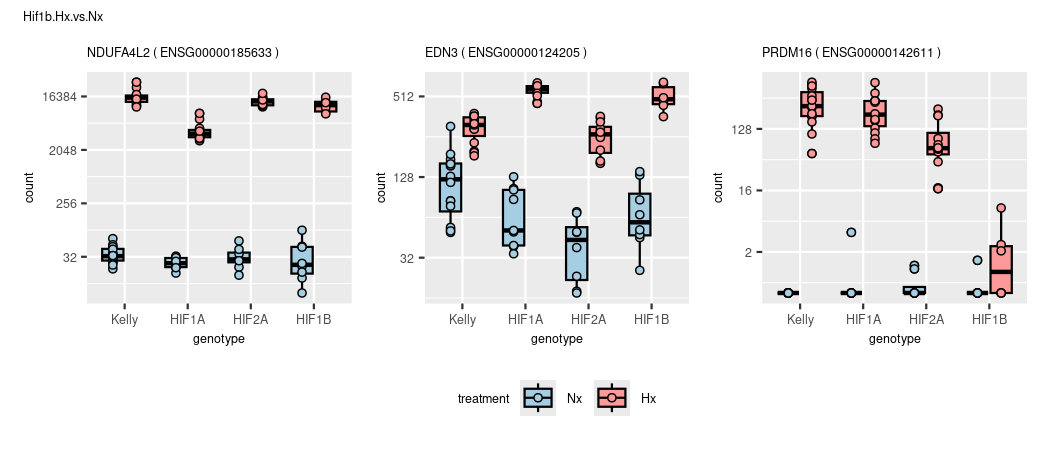 Hif1b.Hx.vs.Nx
NDUFA4L2 ( ENSG00000185633 )
EDN3 ( ENSG00000124205 )
PRDM16 ( ENSG00000142611 )
count
16384
2048
256
32
Kelly HIF1A HIF2A HIF1B
genotype
count
512
128
32
Kelly HIF1A HIF2A HIF1B
genotype
count
128
16
2
Kelly HIF1A HIF2A HIF1B
genotype
treatment Nx Hx